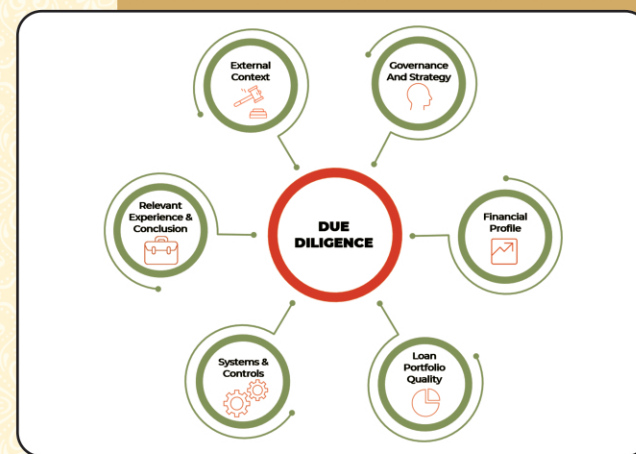 External
Context
Governance
And Strategy
Relevant
Experience &
Conclusion
DUE
DILIGENCE
Financial
Profile
Systems &
Controls
Loan
Portfolio
Quality